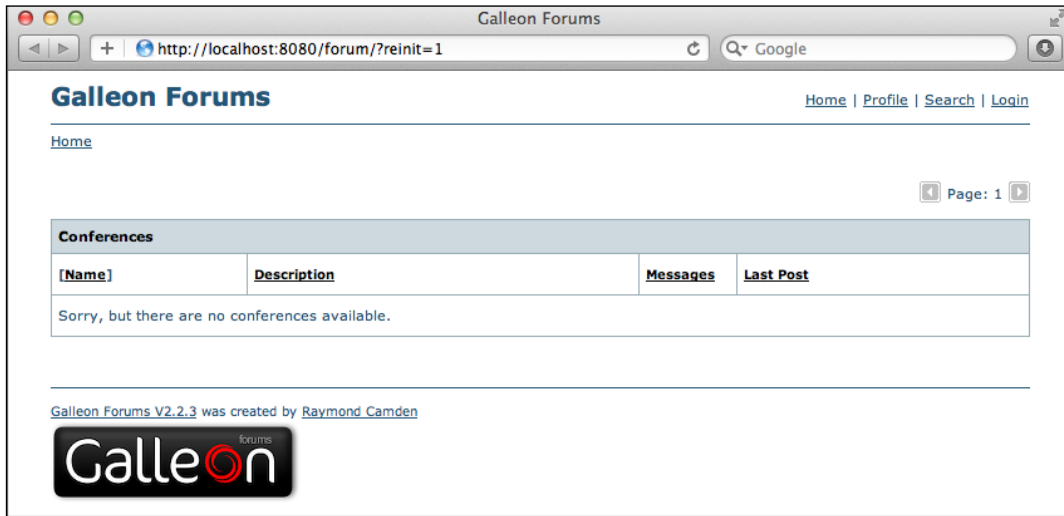 Galleon Forums
http://localhost:8080/forum/?reinit=1
Google
Galleon Forums
Home | Profile | Search | Login
Home
Page: 1
Conferences
[Name] Description Messages Last Post
Sorry, but there are no conferences available.
Galleon Forums V2.2.3 was created by Raymond Camden
forums
Galleon